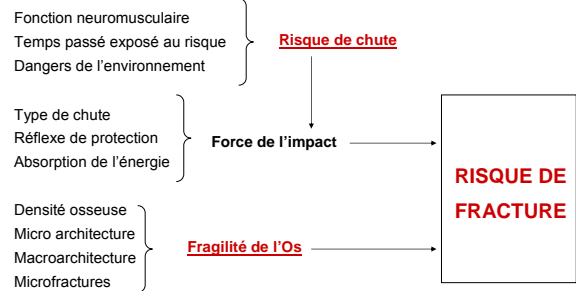 Fonction neuromusculaire
Temps passé exposé au risque
Dangers de l'environnement
Risque de chute
Type de chute
Réflexe de protection
Absorption de l'énergie
Force de l'impact
Densité osseuse
Micro architecture
Macroarchitecture
Microfractures
Fragilité de l'Os
RISQUE DE
FRACTURE